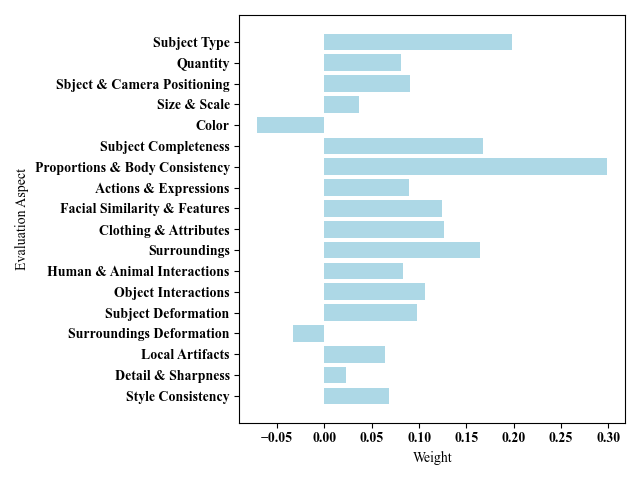 Subject Type
Quantity
Sbject & Camera Positioning
Size & Scale
Color
Subject Completeness
Proportions & Body Consistency
Actions & Expressions
Facial Similarity & Features
Clothing & Attributes
Surroundings
Human & Animal Interactions
Object Interactions
Subject Deformation
Surroundings Deformation
Local Artifacts
Detail & Sharpness
Style Consistency
Evaluation Aspect
−0.05 0.00 0.05 0.10 0.15 0.20 0.25 0.30
Weight